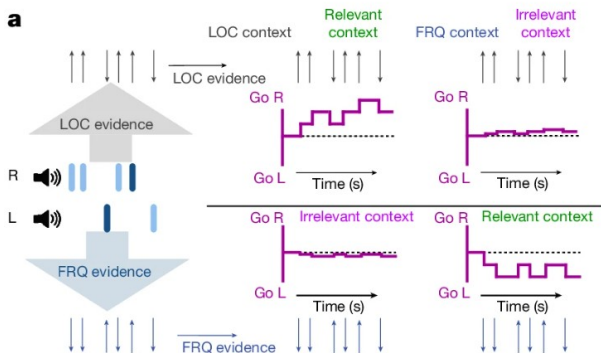 a
LOC context
Relevant
context
FRQ context
Irrelevant
context
LOC evidence
LOC evidence
Go R
Go L
Time (s)
Go R
Go L
Time (s)
R
L
FRQ evidence
Go R
Irrelevant context
Go L
Time (s)
Go R
Relevant context
Go L
Time (s)
FRQ evidence